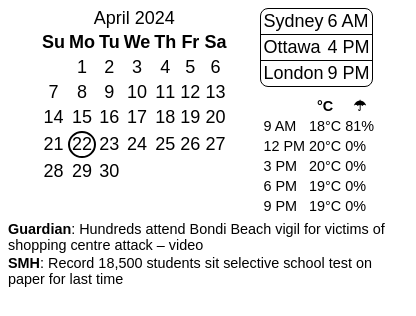 April 2024
Su Mo Tu We Th Fr Sa
1 2 3 4 5 6
7 8 9 10 11 12 13
14 15 16 17 18 19 20
21 22 23 24 25 26 27
28 29 30
Sydney 6 AM
Ottawa 4 PM
London 9 PM
°C ☂
9 AM 18°C 81%
12 PM 20°C 0%
3 PM 20°C 0%
6 PM 19°C 0%
9 PM 19°C 0%
Guardian: Hundreds attend Bondi Beach vigil for victims of
shopping centre attack – video
SMH: Record 18,500 students sit selective school test on
paper for last time